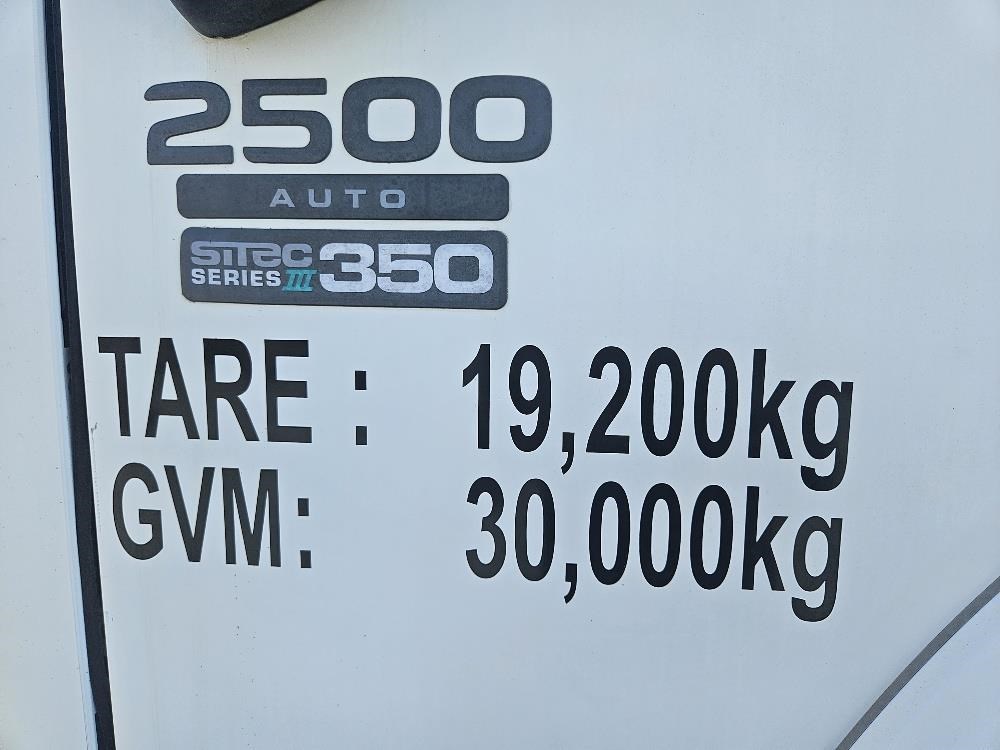 2500
AUTO
SiTEC
SERIES III 350
TARE : 19,200kg
GVM: 30,000kg